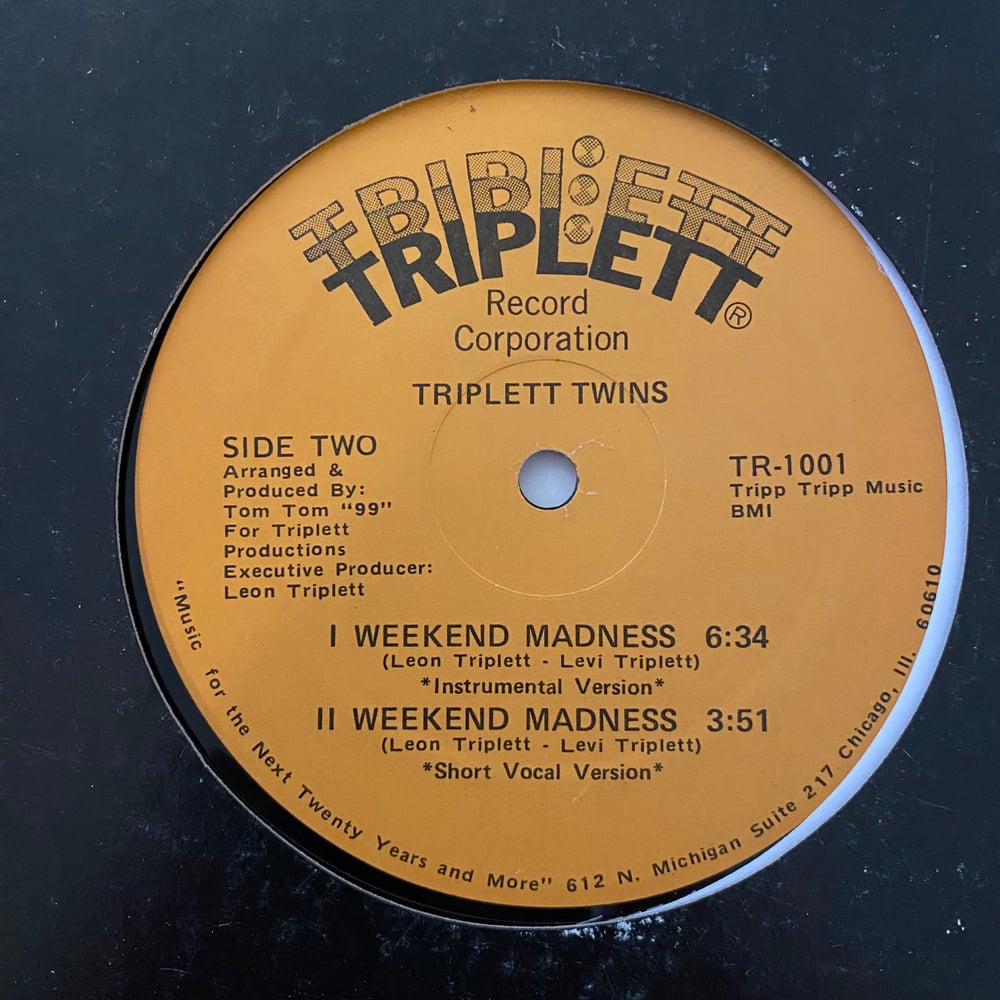 TRIPLETT
TRIPLETT®
Record
Corporation
TRIPLETT TWINS
SIDE TWO
Arranged &
Produced By:
Tom Tom “99”
For Triplett
Productions
Executive Producer:
Leon Triplett
TR-1001
Tripp Tripp Music
BMI
I WEEKEND MADNESS 6:34
(Leon Triplett - Levi Triplett)
*Instrumental Version*
II WEEKEND MADNESS 3:51
(Leon Triplett - Levi Triplett)
*Short Vocal Version*
“Music for the Next Twenty Years and More” 612 N. Michigan Suite 217 Chicago, Ill. 60610